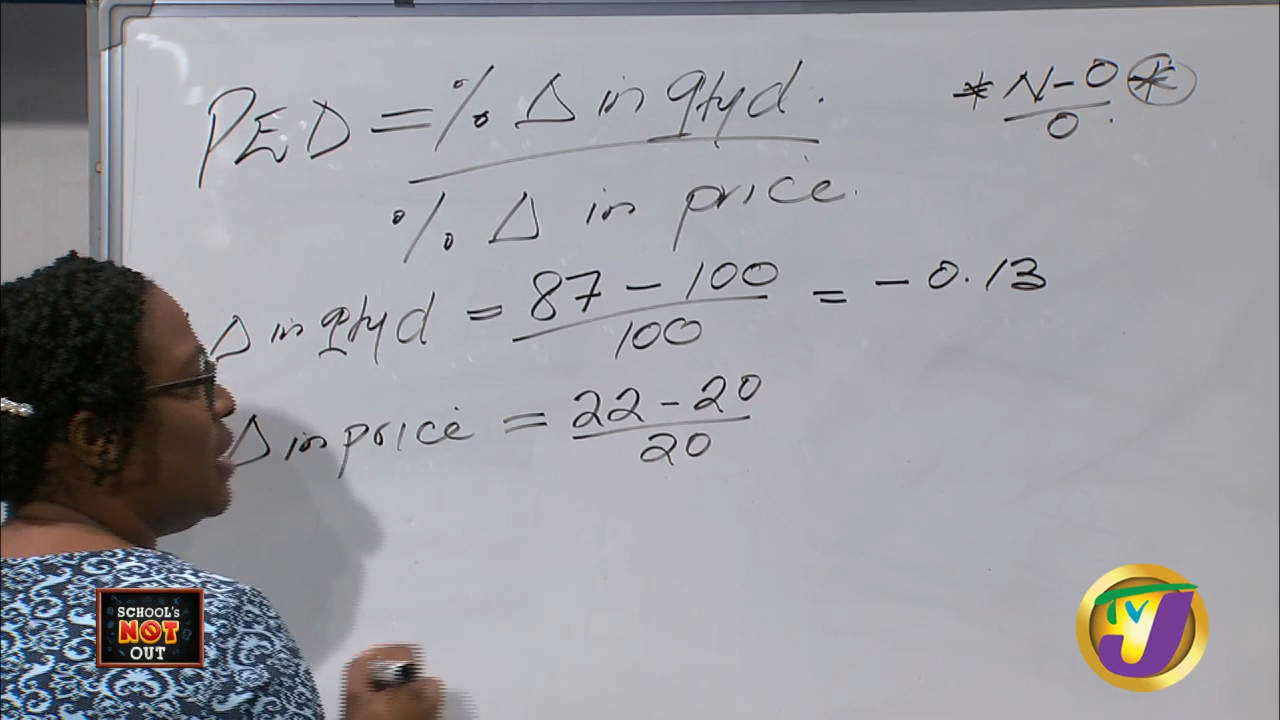 PED = % Δ in qtyd.
% Δ in price.
* N - O *
O.
Δ in qtyd = 87 - 100 = - 0.13
100
Δ in price = 22 - 20
20
SCHOOL'S
NOT
OUT
TVJ